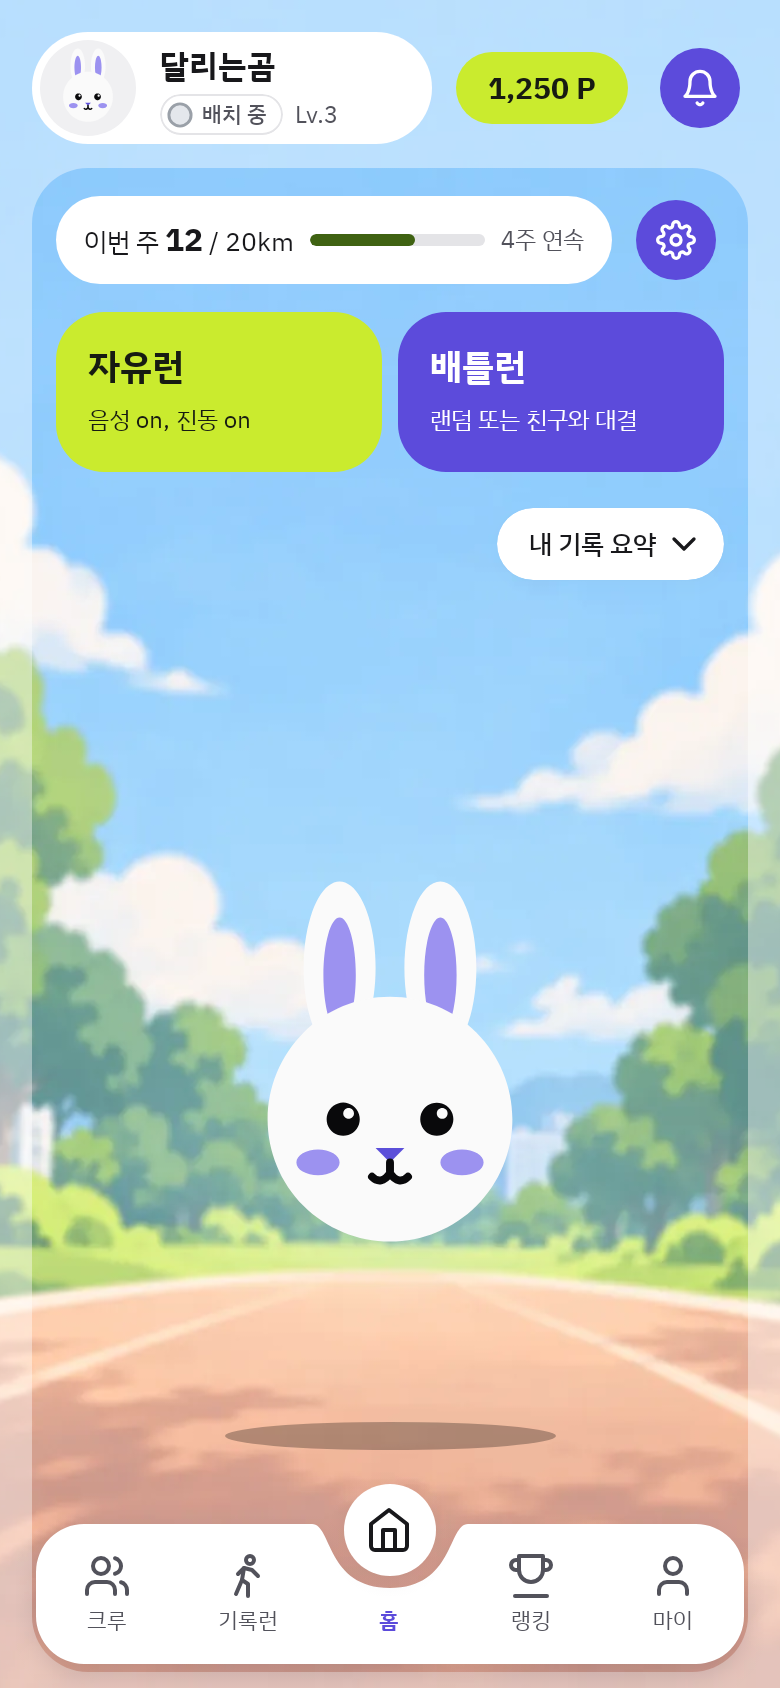 달리는곰
1,250 P
배치 중 Lv.3
이번 주 12 / 20km 4주 연속
자유런
음성 on, 진동 on
배틀런
랜덤 또는 친구와 대결
내 기록 요약
크루
기록런
홈
랭킹
마이